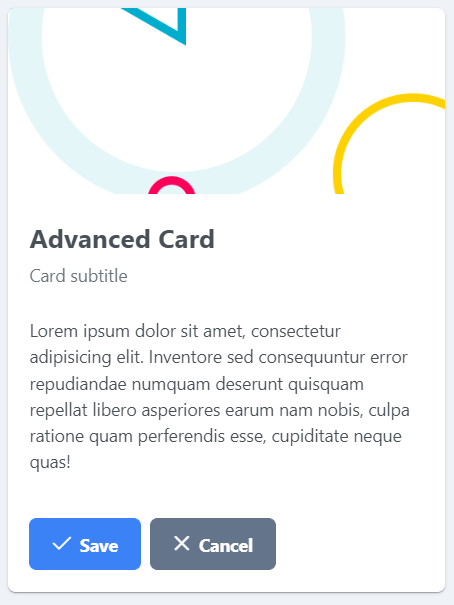 Advanced Card
Card subtitle
Lorem ipsum dolor sit amet, consectetur
adipisicing elit. Inventore sed consequuntur error
repudiandae numquam deserunt quisquam
repellat libero asperiores earum nam nobis, culpa
ratione quam perferendis esse, cupiditate neque
quas!
Save
Cancel